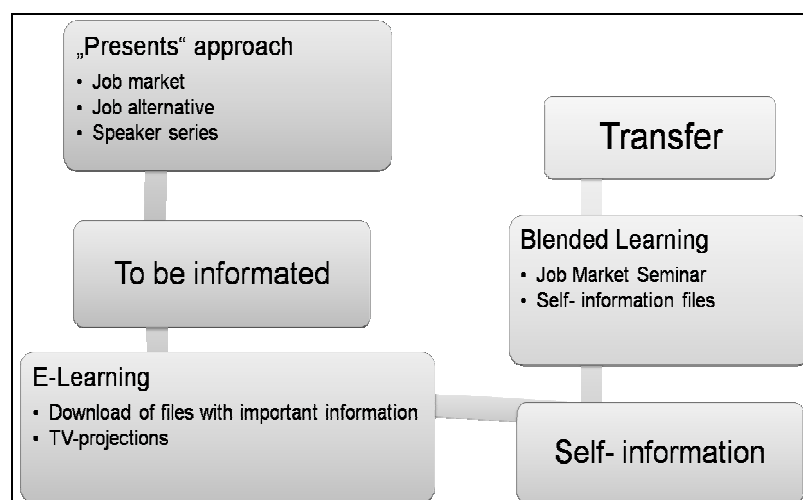 „Presents“ approach
• Job market
• Job alternative
• Speaker series
To be informated
E-Learning
• Download of files with important information
• TV-projections
Self- information
Blended Learning
• Job Market Seminar
• Self- information files
Transfer